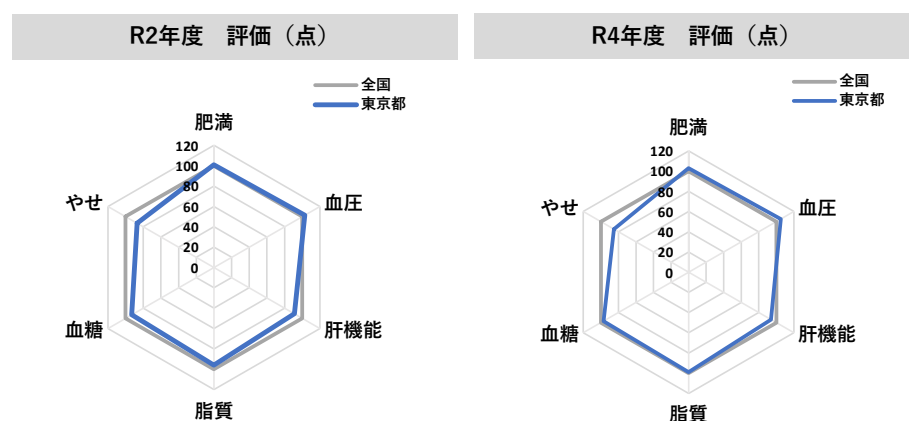 R2年度　評価（点）
全国
東京都
肥満
120
100
80
60
40
20
0
やせ
血圧
血糖
肝機能
脂質
R4年度　評価（点）
全国
東京都
肥満
120
100
80
60
40
20
0
やせ
血圧
血糖
肝機能
脂質